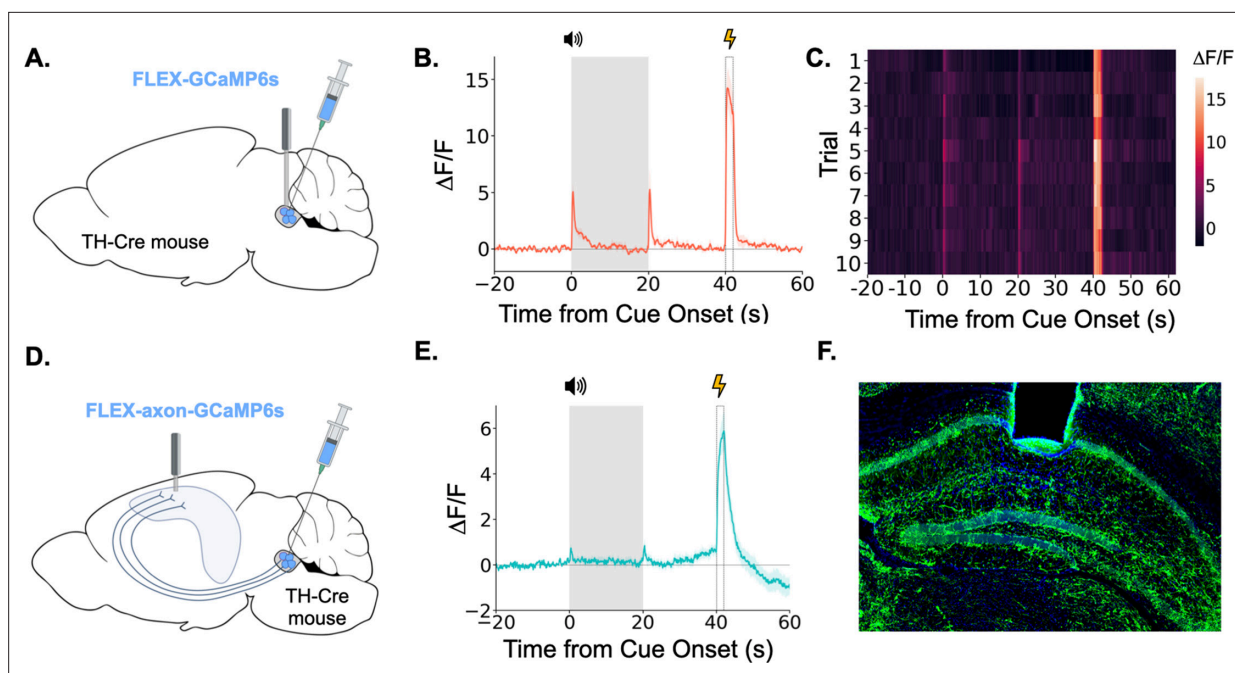 A.
FLEX-GCaMP6s
TH-Cre mouse
B.
ΔF/F
15
10
5
0
-20
0
20
40
60
Time from Cue Onset (s)
C.
ΔF/F
Trial
1
2
3
4
5
6
7
8
9
10
-20
-10
0
10
20
30
40
50
60
Time from Cue Onset (s)
15
10
5
0
D.
FLEX-axon-GCaMP6s
TH-Cre
mouse
E.
ΔF/F
6
4
2
0
−2
−20
0
20
40
60
Time from Cue Onset (s)
F.